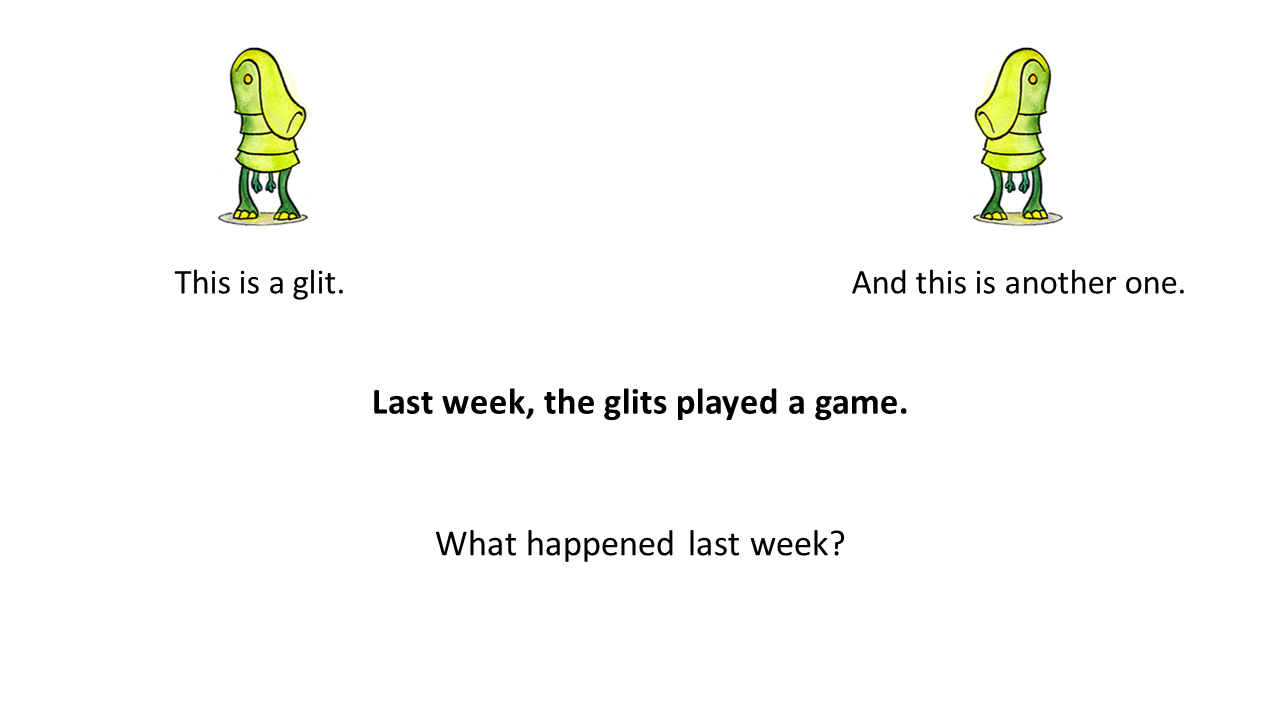 This is a glit.
And this is another one.
Last week, the glits played a game.
What happened last week?